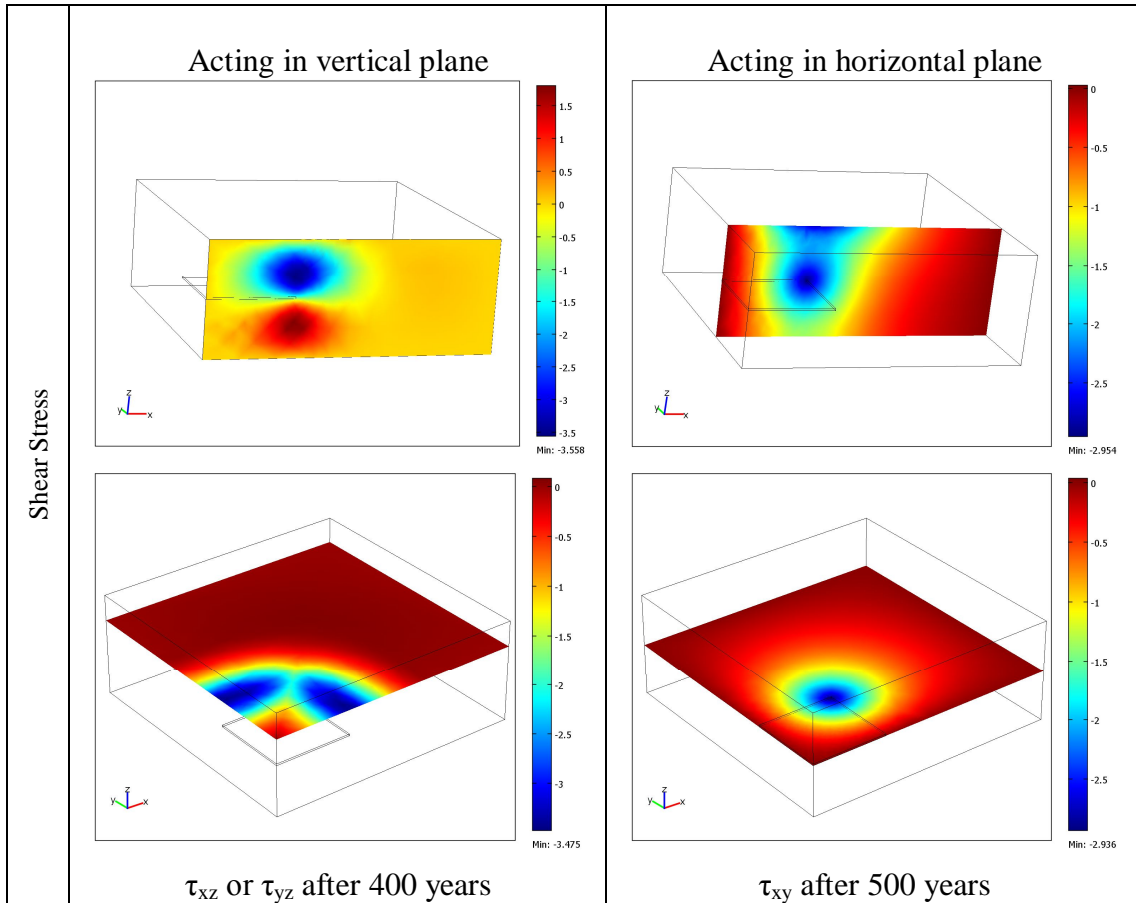 Shear Stress
Acting in vertical plane
1.5
1
0.5
0
-0.5
-1
-1.5
-2
-2.5
-3
-3.5
Min: -3.558
z
y
x
Acting in horizontal plane
0
-0.5
-1
-1.5
-2
-2.5
Min: -2.954
z
y
x
0
-0.5
-1
-1.5
-2
-2.5
-3
Min: -3.475
z
y
x
τxz or τyz after 400 years
0
-0.5
-1
-1.5
-2
-2.5
Min: -2.936
z
y
x
τxy after 500 years